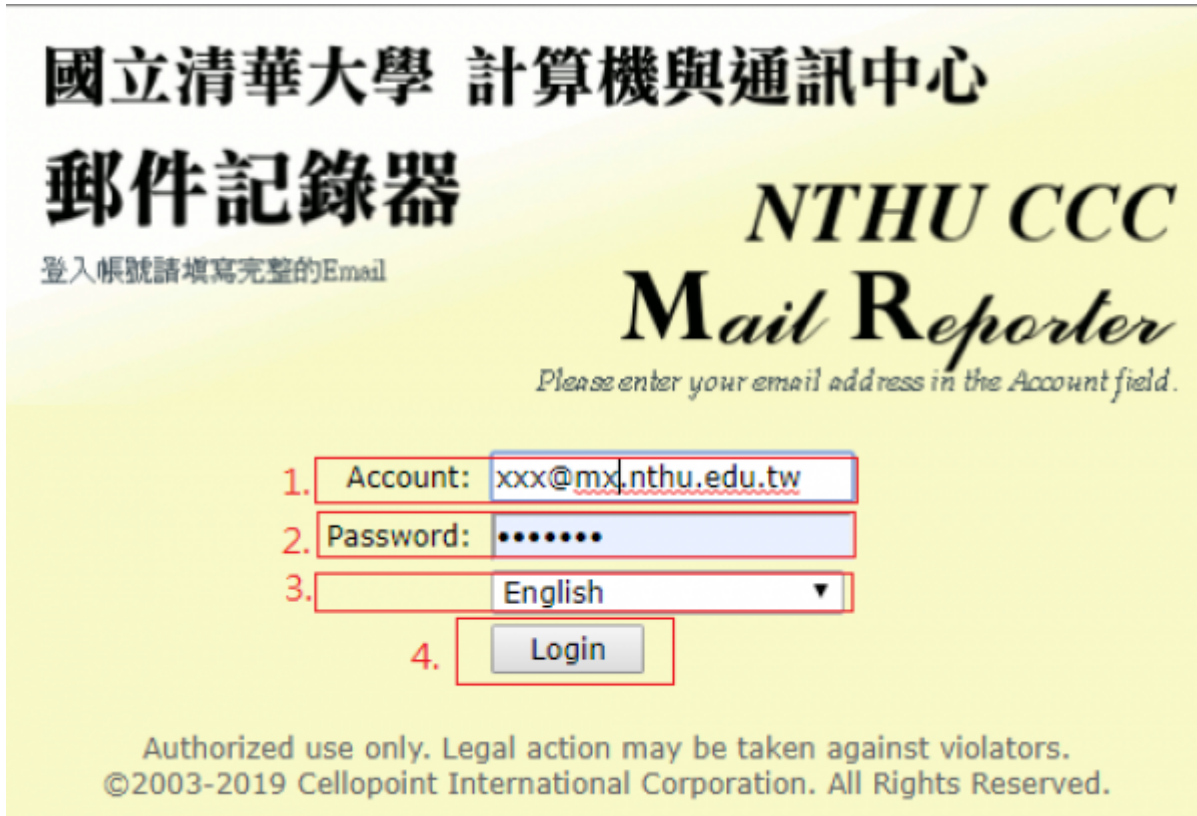 國立清華大學 計算機與通訊中心
郵件記錄器
登入帳號請填寫完整的Email
NTHU CCC
Mail Reporter
Please enter your email address in the Account field.
1. Account: xxx@mx.nthu.edu.tw
2. Password: •••••••
3. English ▼
4. Login
Authorized use only. Legal action may be taken against violators.
©2003-2019 Cellopoint International Corporation. All Rights Reserved.